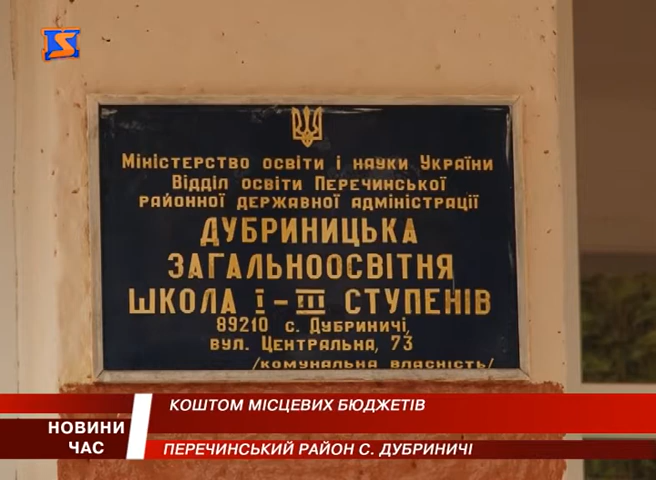 Міністерство освіти і науки України
Відділ освіти Перечинської
районної державної адміністрації
ДУБРИНИЦЬКА
ЗАГАЛЬНООСВІТНЯ
ШКОЛА І-ІІІ СТУПЕНІВ
89210 с. Дубриничі,
вул. Центральна, 73
/комунальна власність/
КОШТОМ МІСЦЕВИХ БЮДЖЕТІВ
НОВИНИ
ЧАС
ПЕРЕЧИНСЬКИЙ РАЙОН С. ДУБРИНИЧІ